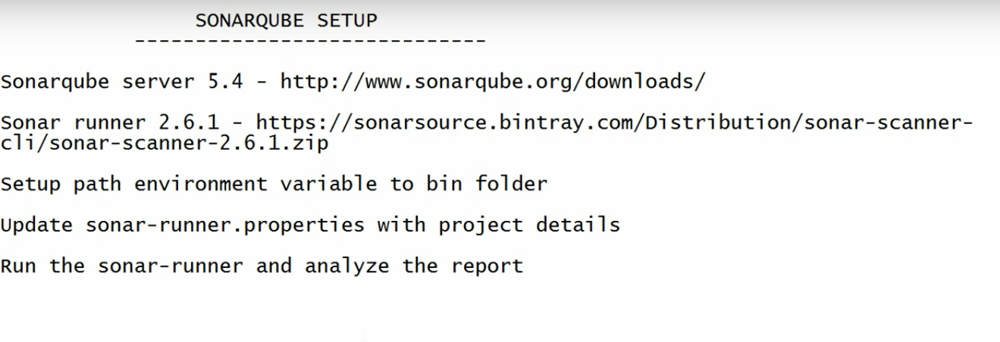 SONARQUBE SETUP
-----------------------------
Sonarqube server 5.4 - http://www.sonarqube.org/downloads/
Sonar runner 2.6.1 - https://sonarsource.bintray.com/Distribution/sonar-scanner-
cli/sonar-scanner-2.6.1.zip
Setup path environment variable to bin folder
Update sonar-runner.properties with project details
Run the sonar-runner and analyze the report